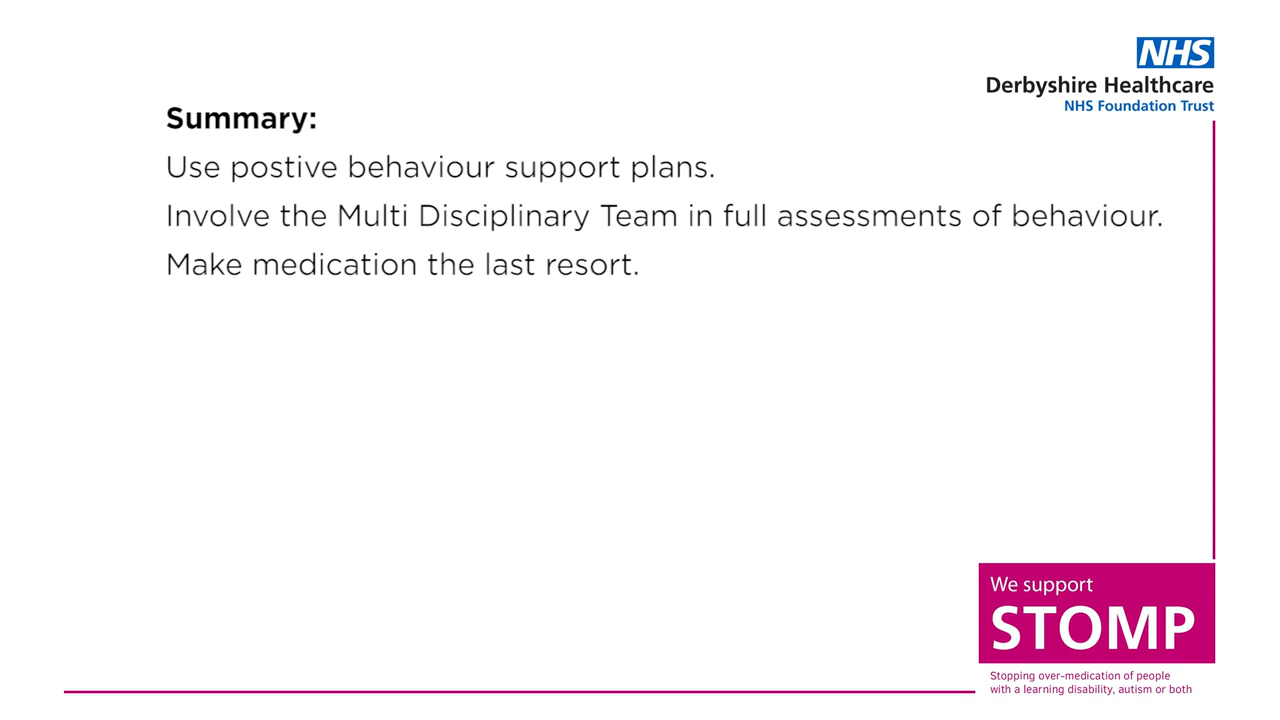 NHS
Derbyshire Healthcare
NHS Foundation Trust
Summary:
Use postive behaviour support plans.
Involve the Multi Disciplinary Team in full assessments of behaviour.
Make medication the last resort.
We support
STOMP
Stopping over-medication of people
with a learning disability, autism or both